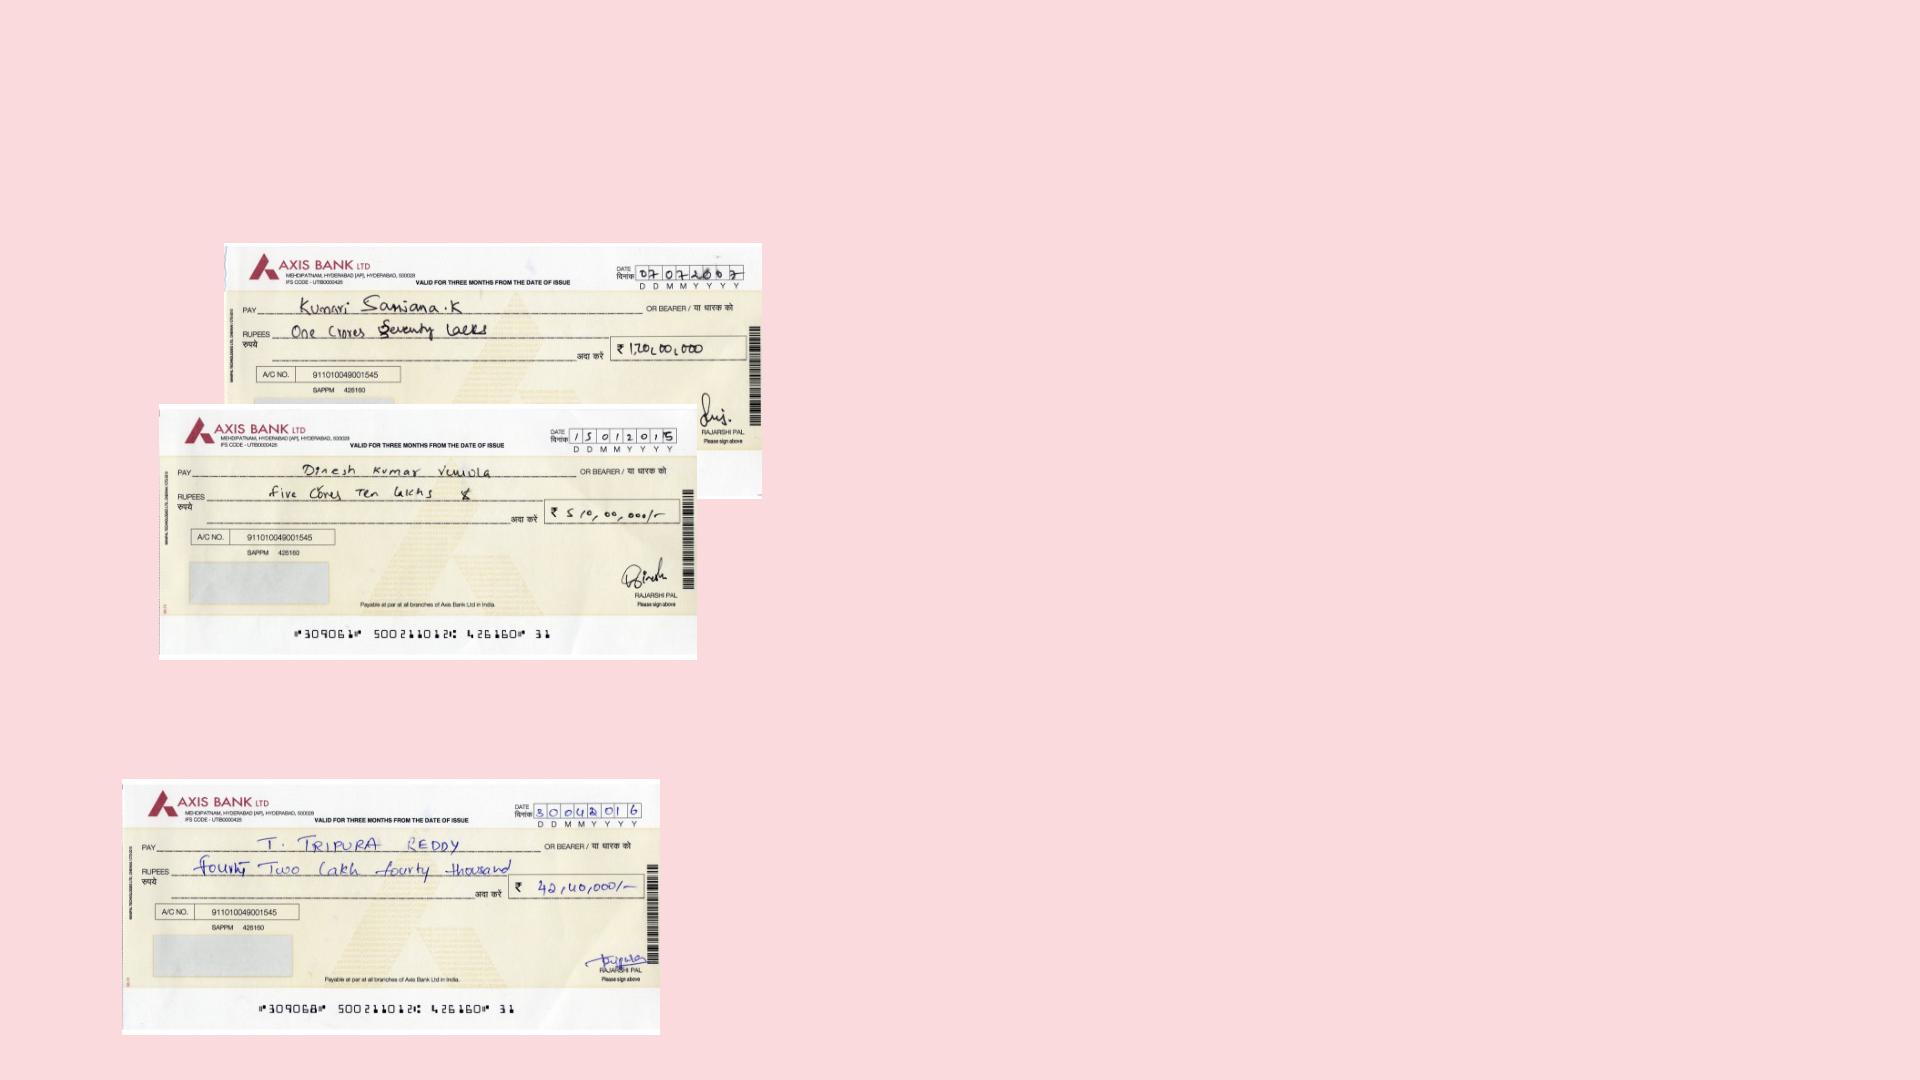 AXIS BANK LTD
MEHDIPATNAM, HYDERABAD [AP], HYDERABAD, 500028
IFS CODE - UTIB0000426
VALID FOR THREE MONTHS FROM THE DATE OF ISSUE
DATE
दिनांक 07072007
D D M M Y Y Y Y
PAY Kumari Sanjana.K OR BEARER / या धारक को
RUPEES One Crores Seventy lacks
रुपये
अदा करें ₹ 1,70,00,000
A/C NO. 911010049001545
SAPPM 426160
RAJARSHI PAL
Please sign above
AXIS BANK LTD
MEHDIPATNAM, HYDERABAD [AP], HYDERABAD, 500028
IFS CODE - UTIB0000426
VALID FOR THREE MONTHS FROM THE DATE OF ISSUE
DATE
दिनांक 15012015
D D M M Y Y Y Y
PAY Dinesh Kumar Vemula OR BEARER / या धारक को
RUPEES five Cores Ten lakhs
रुपये
अदा करें ₹ 5 10,00,000/-
A/C NO. 911010049001545
SAPPM 426160
Dinesh
RAJARSHI PAL
Please sign above
Payable at par at all branches of Axis Bank Ltd in India.
⑈309061⑈ 500211012⑆ 426160⑈ 31
AXIS BANK LTD
MEHDIPATNAM, HYDERABAD [AP], HYDERABAD, 500028
IFS CODE - UTIB0000426
VALID FOR THREE MONTHS FROM THE DATE OF ISSUE
DATE
दिनांक 30042016
D D M M Y Y Y Y
PAY T. TRIPURA REDDY OR BEARER / या धारक को
RUPEES fourty Two Lakh fourty thousand
रुपये
अदा करें ₹ 42,40,000/-
A/C NO. 911010049001545
SAPPM 426160
RAJARSHI PAL
Please sign above
Payable at par at all branches of Axis Bank Ltd in India.
⑈309068⑈ 500211012⑆ 426160⑈ 31